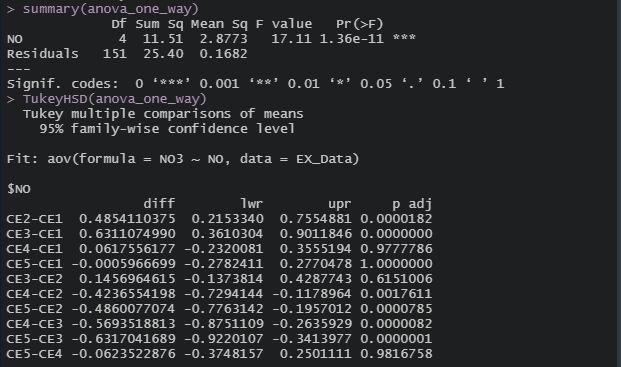 > summary(anova_one_way)
             Df Sum Sq Mean Sq F value   Pr(>F)
NO            4  11.51  2.8773   17.11 1.36e-11 ***
Residuals   151  25.40  0.1682
---
Signif. codes:  0 ‘***’ 0.001 ‘**’ 0.01 ‘*’ 0.05 ‘.’ 0.1 ‘ ’ 1
> TukeyHSD(anova_one_way)
  Tukey multiple comparisons of means
    95% family-wise confidence level

Fit: aov(formula = NO3 ~ NO, data = EX_Data)

$NO
                 diff        lwr        upr     p adj
CE2-CE1  0.4854110375  0.2153340  0.7554881 0.0000182
CE3-CE1  0.6311074990  0.3610304  0.9011846 0.0000000
CE4-CE1  0.0617556177 -0.2320081  0.3555194 0.9777786
CE5-CE1 -0.0005966699 -0.2782411  0.2770478 1.0000000
CE3-CE2  0.1456964615 -0.1373814  0.4287743 0.6151006
CE4-CE2 -0.4236554198 -0.7294144 -0.1178964 0.0017611
CE5-CE2 -0.4860077074 -0.7763142 -0.1957012 0.0000785
CE4-CE3 -0.5693518813 -0.8751109 -0.2635929 0.0000082
CE5-CE3 -0.6317041689 -0.9220107 -0.3413977 0.0000001
CE5-CE4 -0.0623522876 -0.3748157  0.2501111 0.9816758